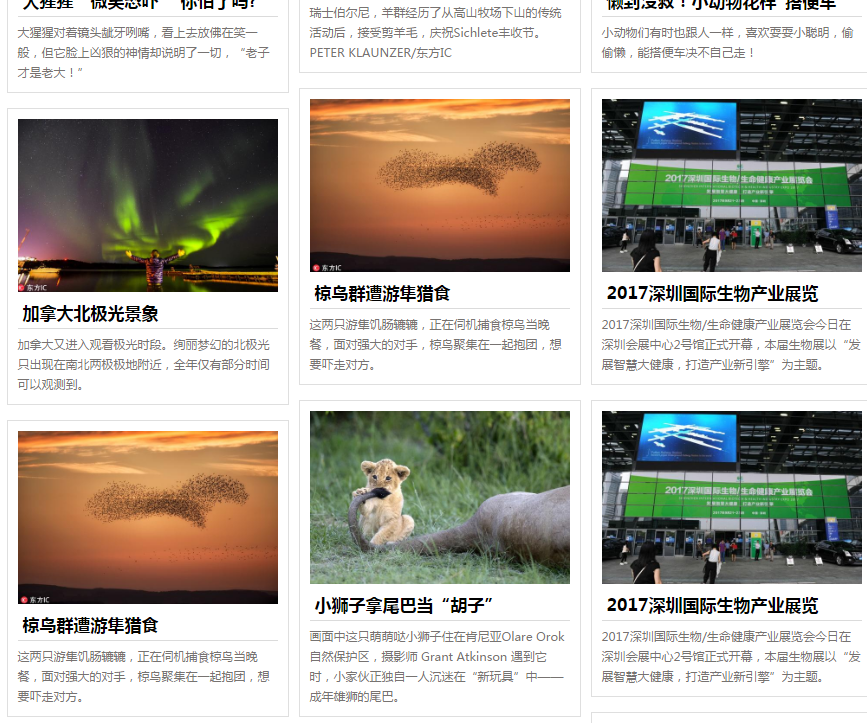 大猩猩“微笑恐吓” 你怕了吗?
大猩猩对着镜头龇牙咧嘴，看上去放佛在笑一
般，但它脸上凶狠的神情却说明了一切，“老子
才是老大！”
东方IC
加拿大北极光景象
加拿大又进入观看极光时段。绚丽梦幻的北极光
只出现在南北两极极地附近，全年仅有部分时间
可以观测到。
东方IC
椋鸟群遭游隼猎食
这两只游隼饥肠辘辘，正在伺机捕食椋鸟当晚
餐，面对强大的对手，椋鸟聚集在一起抱团，想
要吓走对方。
瑞士伯尔尼，羊群经历了从高山牧场下山的传统
活动后，接受剪羊毛，庆祝Sichlete丰收节。
PETER KLAUNZER/东方IC
东方IC
椋鸟群遭游隼猎食
这两只游隼饥肠辘辘，正在伺机捕食椋鸟当晚
餐，面对强大的对手，椋鸟聚集在一起抱团，想
要吓走对方。
小狮子拿尾巴当“胡子”
画面中这只萌萌哒小狮子住在肯尼亚Olare Orok
自然保护区，摄影师 Grant Atkinson 遇到它
时，小家伙正独自一人沉迷在“新玩具”中——
成年雄狮的尾巴。
懒到没救！小动物花样“搭便车”
小动物们有时也跟人一样，喜欢耍耍小聪明，偷
偷懒，能搭便车决不自己走！
2017深圳国际生物/生命健康产业展览会
2017深圳国际生物产业展览
2017深圳国际生物/生命健康产业展览会今日在
深圳会展中心2号馆正式开幕，本届生物展以“发
展智慧大健康，打造产业新引擎”为主题。
2017深圳国际生物/生命健康产业展览会
2017深圳国际生物产业展览
2017深圳国际生物/生命健康产业展览会今日在
深圳会展中心2号馆正式开幕，本届生物展以“发
展智慧大健康，打造产业新引擎”为主题。